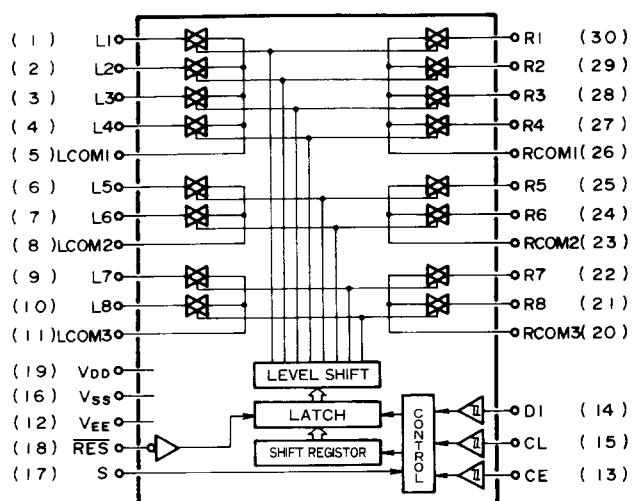 ( 1 ) L1 R1 (30)
( 2 ) L2 R2 (29)
( 3 ) L3 R3 (28)
( 4 ) L4 R4 (27)
( 5 ) LCOM1 RCOM1 (26)
( 6 ) L5 R5 (25)
( 7 ) L6 R6 (24)
( 8 ) LCOM2 RCOM2 (23)
( 9 ) L7 R7 (22)
(10) L8 R8 (21)
(11) LCOM3 RCOM3 (20)
(19) VDD LEVEL SHIFT
(16) VSS
(12) VEE LATCH CONTROL DI (14)
(18) RES SHIFT REGISTOR CL (15)
(17) S CE (13)